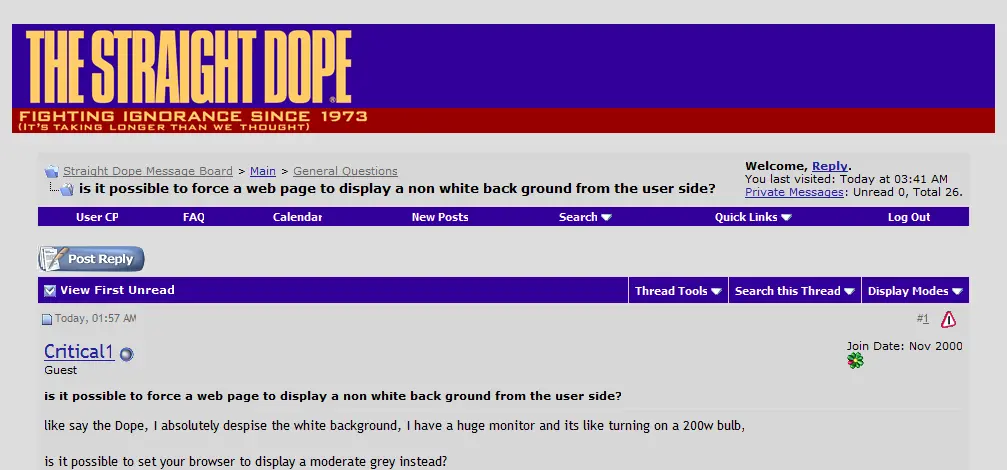 THE STRAIGHT DOPE®
FIGHTING IGNORANCE SINCE 1973
(IT'S TAKING LONGER THAN WE THOUGHT)
Straight Dope Message Board > Main > General Questions
is it possible to force a web page to display a non white back ground from the user side?
Welcome, Reply.
You last visited: Today at 03:41 AM
Private Messages: Unread 0, Total 26.
User CP FAQ Calendar New Posts Search Quick Links Log Out
Post Reply
View First Unread Thread Tools Search this Thread Display Modes
Today, 01:57 AM #1
Critical1
Guest
Join Date: Nov 2000
is it possible to force a web page to display a non white back ground from the user side?
like say the Dope, I absolutely despise the white background, I have a huge monitor and its like turning on a 200w bulb,
is it possible to set your browser to display a moderate grey instead?